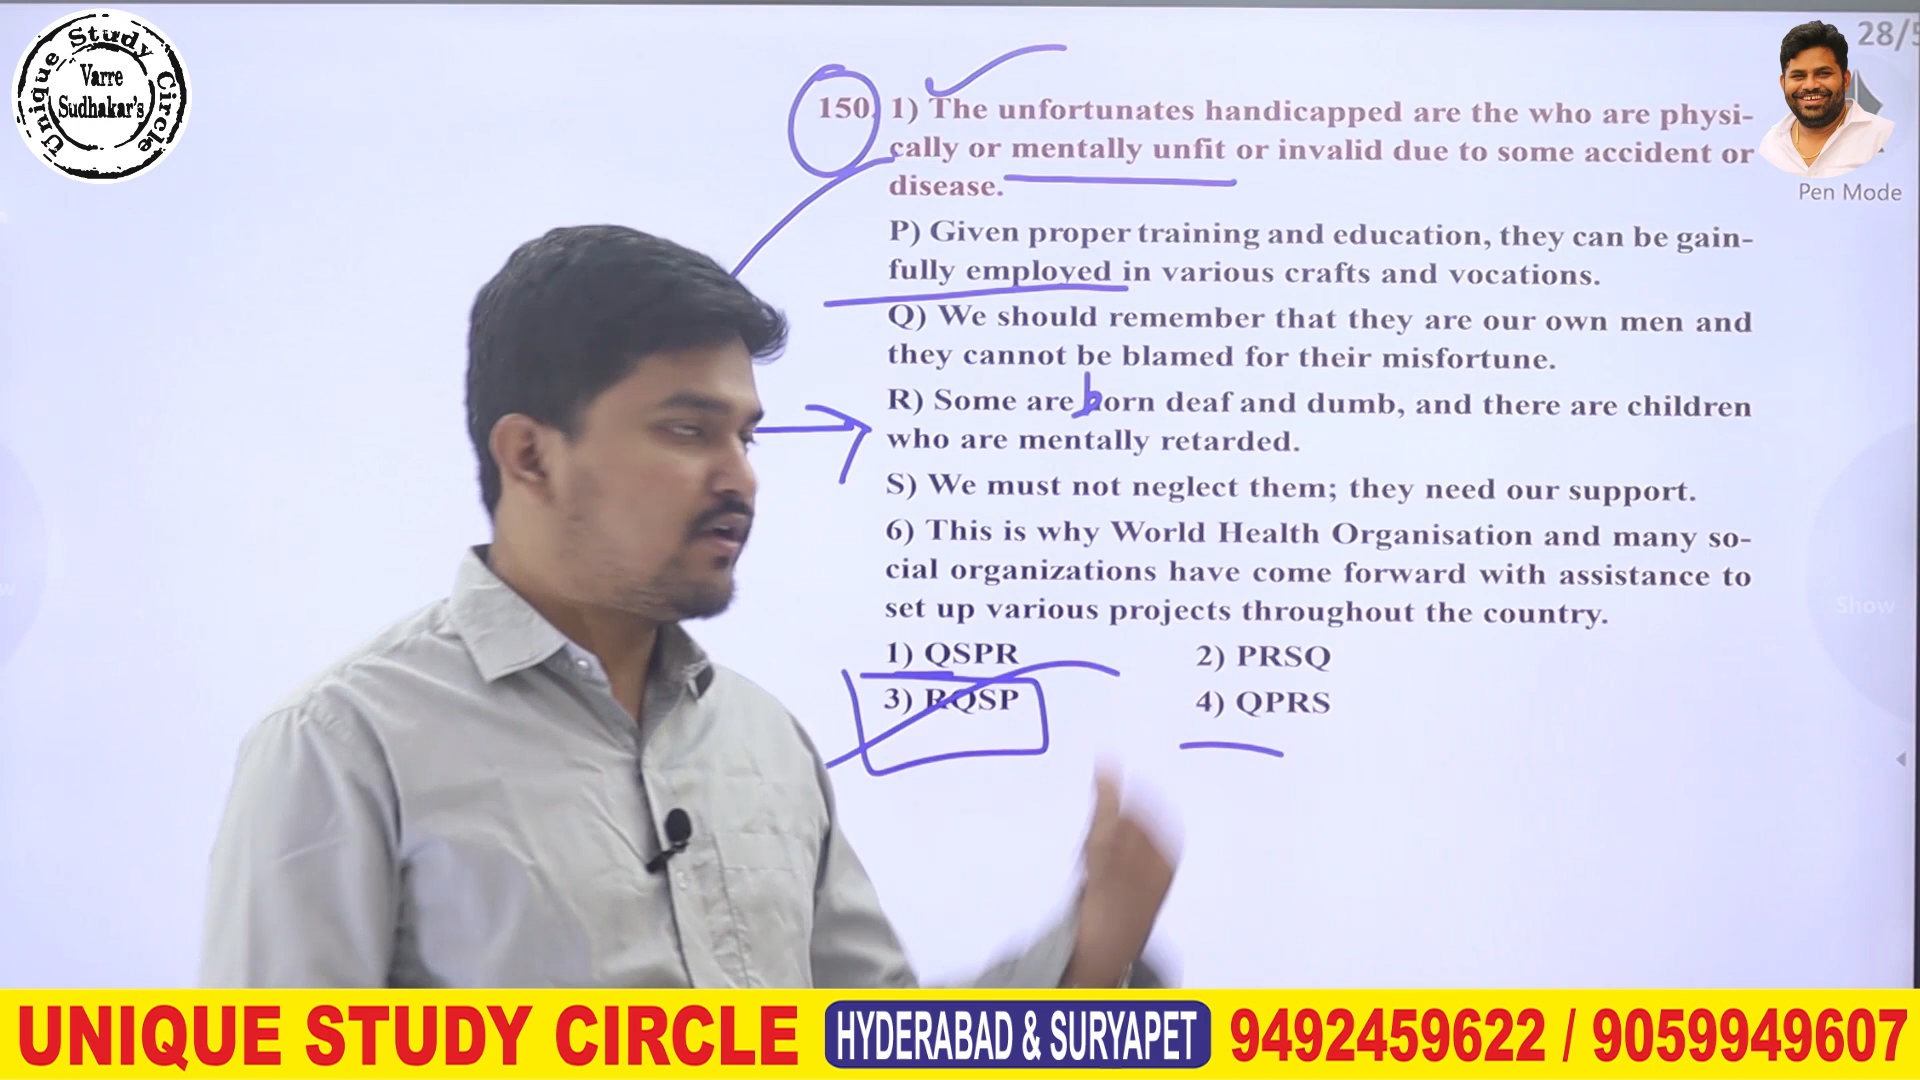 Unique Study Circle
Varre
Sudhakar's
28/5
Pen Mode
150. 1) The unfortunates handicapped are the who are physi-
cally or mentally unfit or invalid due to some accident or
disease.
P) Given proper training and education, they can be gain-
fully employed in various crafts and vocations.
Q) We should remember that they are our own men and
they cannot be blamed for their misfortune.
R) Some are born deaf and dumb, and there are children
who are mentally retarded.
S) We must not neglect them; they need our support.
6) This is why World Health Organisation and many so-
cial organizations have come forward with assistance to
set up various projects throughout the country.
Show
1) QSPR 2) PRSQ
3) RQSP 4) QPRS
UNIQUE STUDY CIRCLE HYDERABAD & SURYAPET 9492459622 / 9059949607